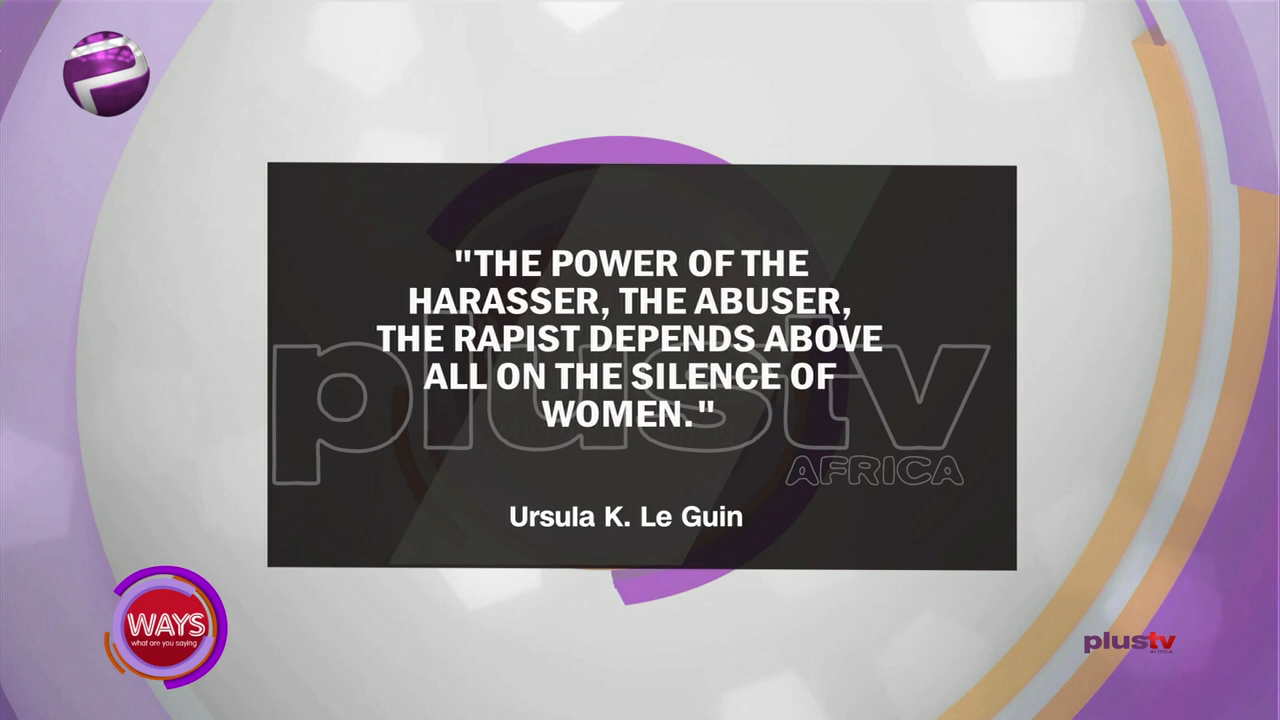 "THE POWER OF THE
HARASSER, THE ABUSER,
THE RAPIST DEPENDS ABOVE
ALL ON THE SILENCE OF
WOMEN."
plustv
AFRICA
Ursula K. Le Guin
WAYS
what are you saying
plustv
AFRICA